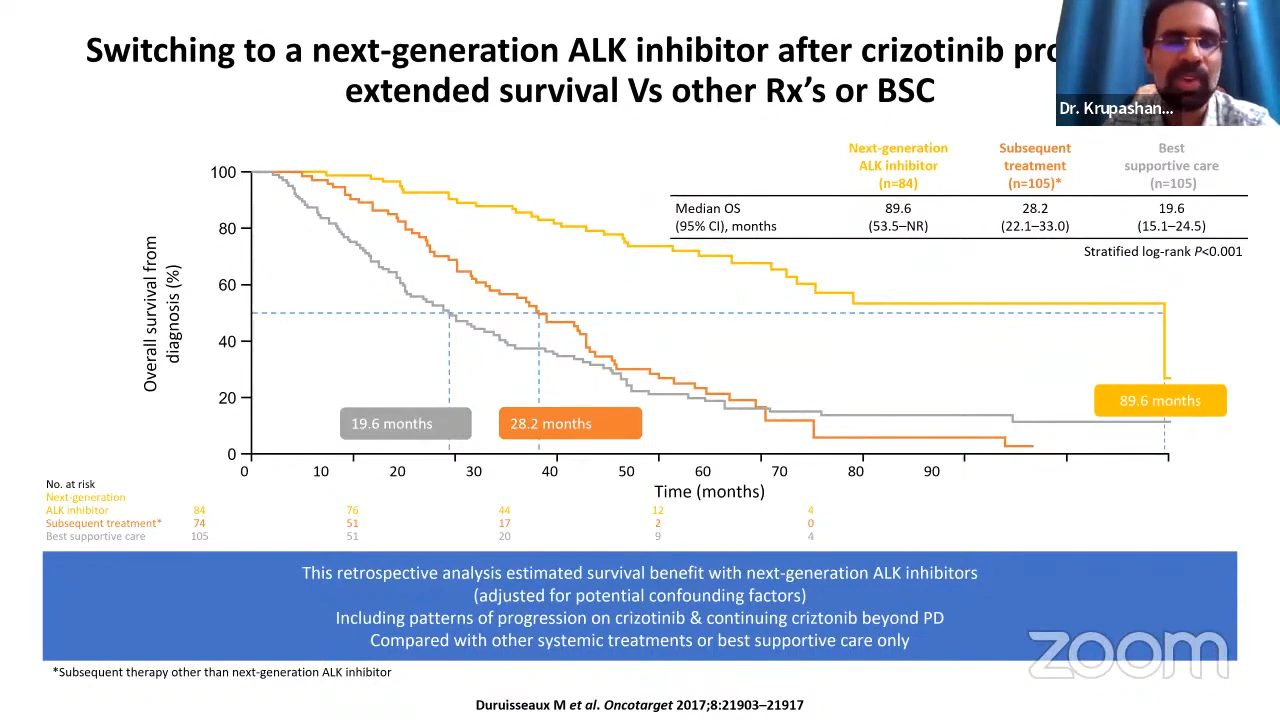 Switching to a next-generation ALK inhibitor after crizotinib
extended survival Vs other Rx's or BSC
Dr. Krupashan...
Next-generation ALK inhibitor (n=84)
Subsequent treatment (n=105)*
Best supportive care (n=105)
Median OS 89.6 28.2 19.6
(95% CI), months (53.5–NR) (22.1–33.0) (15.1–24.5)
Stratified log-rank P<0.001
Overall survival from
diagnosis (%)
100
80
60
40
20
0
19.6 months
28.2 months
89.6 months
0 10 20 30 40 50 60 70 80 90
Time (months)
No. at risk
Next-generation
ALK inhibitor 84 76 44 12 4
Subsequent treatment* 74 51 17 2 0
Best supportive care 105 51 20 9 4
This retrospective analysis estimated survival benefit with next-generation ALK inhibitors
(adjusted for potential confounding factors)
Including patterns of progression on crizotinib & continuing criztonib beyond PD
Compared with other systemic treatments or best supportive care only
zoom
*Subsequent therapy other than next-generation ALK inhibitor
Duruisseaux M et al. Oncotarget 2017;8:21903–21917